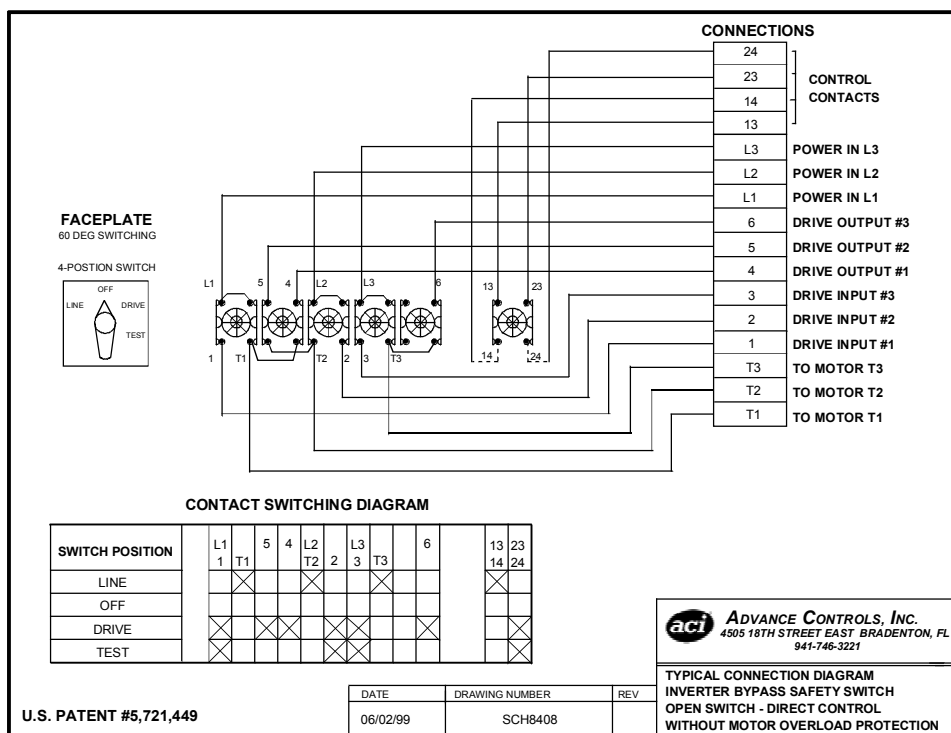 CONNECTIONS
24
23
14
13
CONTROL
CONTACTS
L3 POWER IN L3
L2 POWER IN L2
L1 POWER IN L1
6 DRIVE OUTPUT #3
5 DRIVE OUTPUT #2
4 DRIVE OUTPUT #1
3 DRIVE INPUT #3
2 DRIVE INPUT #2
1 DRIVE INPUT #1
T3 TO MOTOR T3
T2 TO MOTOR T2
T1 TO MOTOR T1
FACEPLATE
60 DEG SWITCHING
4-POSTION SWITCH
OFF
LINE DRIVE
TEST
L1 5 4 L2 L3 6 13 23
1 T1 T2 2 3 T3 14 24
CONTACT SWITCHING DIAGRAM
SWITCH POSITION
L1 5 4 L2 L3 6 13 23
1 T1 T2 2 3 T3 14 24
LINE
OFF
DRIVE
TEST
aci
ADVANCE CONTROLS, INC.
4505 18TH STREET EAST BRADENTON, FL
941-746-3221
TYPICAL CONNECTION DIAGRAM
INVERTER BYPASS SAFETY SWITCH
OPEN SWITCH - DIRECT CONTROL
WITHOUT MOTOR OVERLOAD PROTECTION
DATE DRAWING NUMBER REV
06/02/99 SCH8408
U.S. PATENT #5,721,449